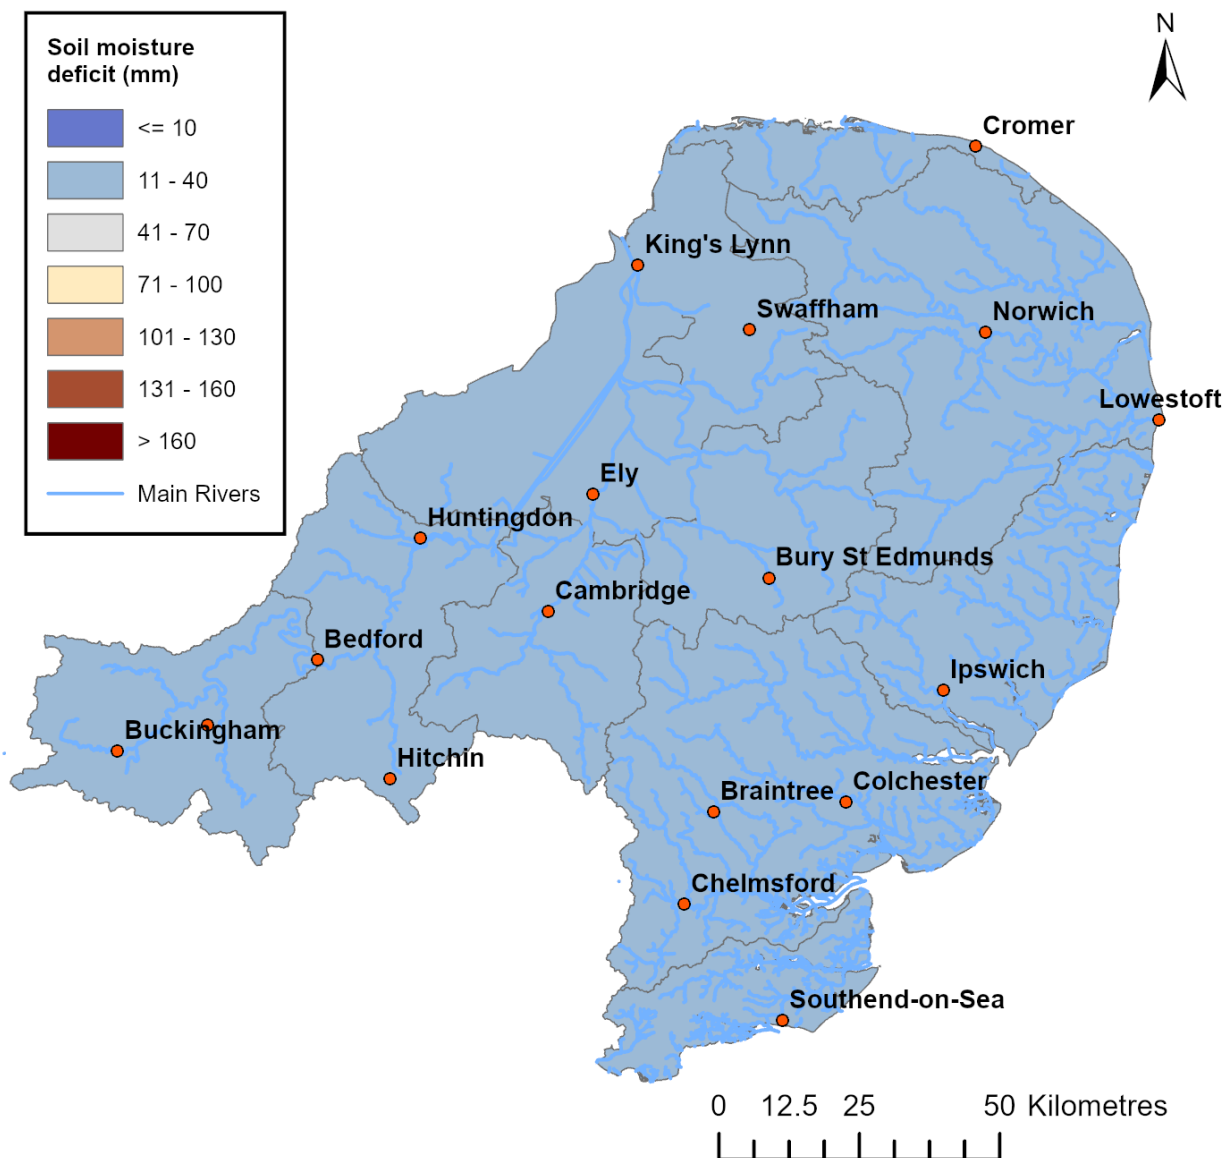 Soil moisture
deficit (mm)
<= 10
11 - 40
41 - 70
71 - 100
101 - 130
131 - 160
> 160
Main Rivers
N
Cromer
King's Lynn
Swaffham
Norwich
Lowestoft
Ely
Huntingdon
Bury St Edmunds
Cambridge
Bedford
Ipswich
Buckingham
Hitchin
Colchester
Braintree
Chelmsford
Southend-on-Sea
0 12.5 25 50 Kilometres